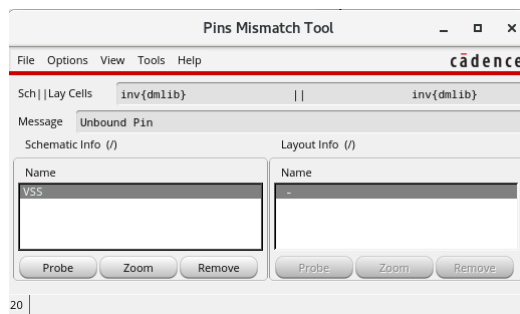 Pins Mismatch Tool
File Options View Tools Help
cādence
Sch||Lay Cells inv{dmlib} || inv{dmlib}
Message Unbound Pin
Schematic Info (/) Layout Info (/)
Name Name
VSS -
Probe Zoom Remove Probe Zoom Remove
20